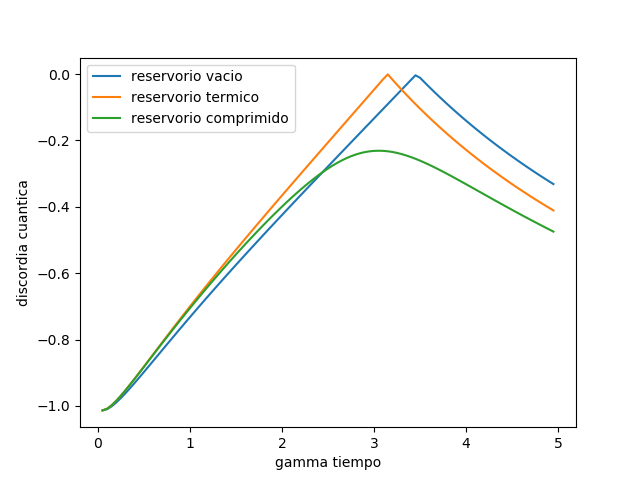 reservorio vacio
reservorio termico
reservorio comprimido
0.0
−0.2
−0.4
−0.6
−0.8
−1.0
discordia cuantica
0 1 2 3 4 5
gamma tiempo